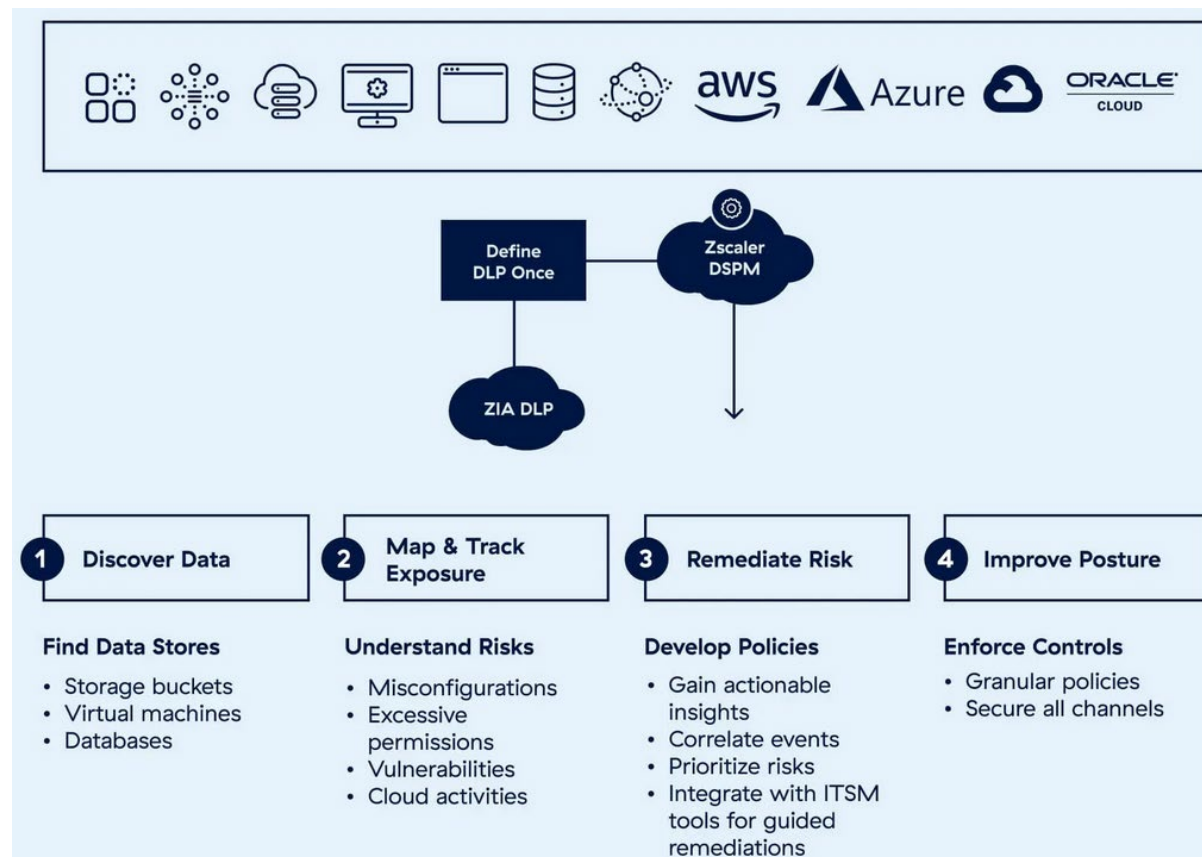 aws
Azure
ORACLE
CLOUD
Define
DLP Once
Zscaler
DSPM
ZIA DLP
1
Discover Data
2
Map & Track
Exposure
3
Remediate Risk
4
Improve Posture
Find Data Stores
• Storage buckets
• Virtual machines
• Databases
Understand Risks
• Misconfigurations
• Excessive
permissions
• Vulnerabilities
• Cloud activities
Develop Policies
• Gain actionable
insights
• Correlate events
• Prioritize risks
• Integrate with ITSM
tools for guided
remediations
Enforce Controls
• Granular policies
• Secure all channels